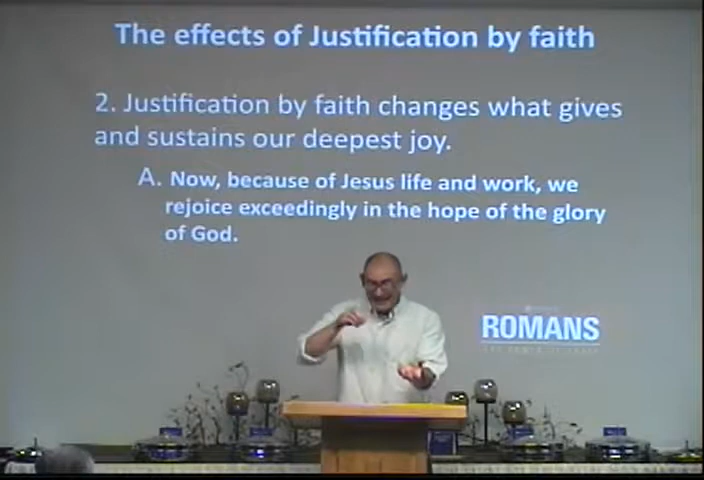 The effects of Justification by faith
2. Justification by faith changes what gives
and sustains our deepest joy.
A. Now, because of Jesus life and work, we
rejoice exceedingly in the hope of the glory
of God.
ROMANS